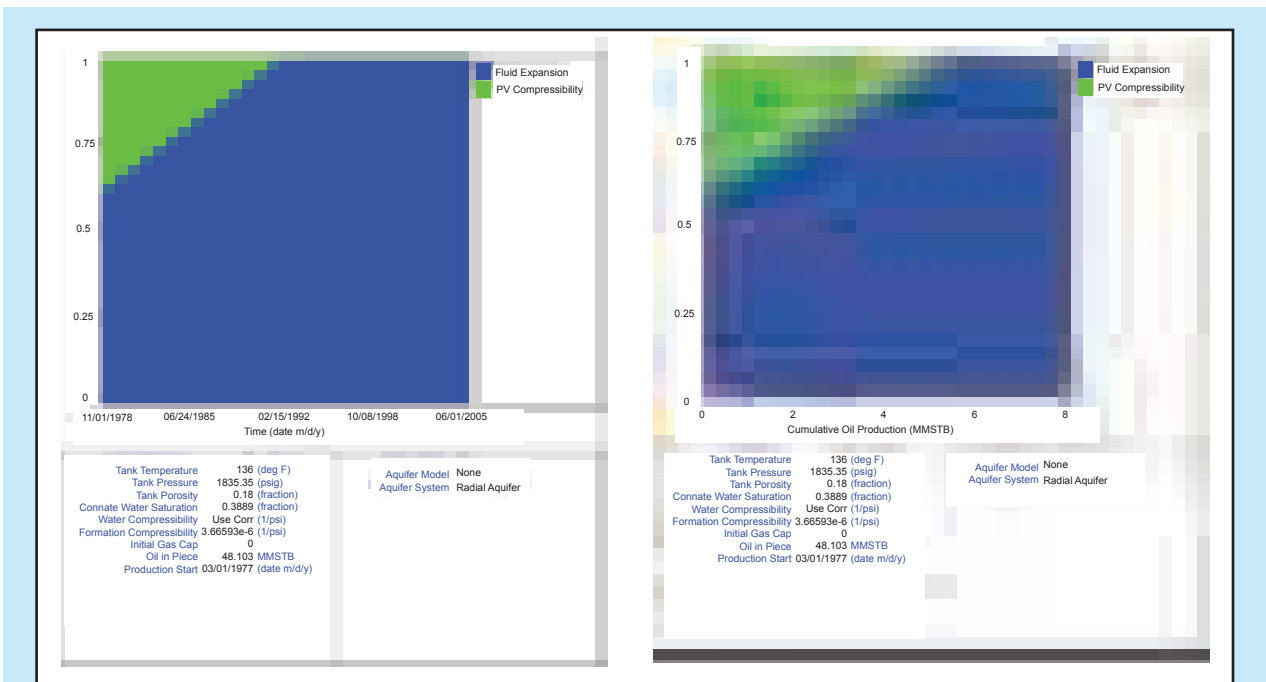 1
0.75
0.5
0.25
0
Fluid Expansion
PV Compressibility
11/01/1978 06/24/1985 02/15/1992 10/08/1998 06/01/2005
Time (date m/d/y)
Tank Temperature 136 (deg F)
Tank Pressure 1835.35 (psig)
Tank Porosity 0.18 (fraction)
Connate Water Saturation 0.3889 (fraction)
Water Compressibility Use Corr (1/psi)
Formation Compressibility 3.66593e-6 (1/psi)
Initial Gas Cap 0
Oil in Piece 48.103 MMSTB
Production Start 03/01/1977 (date m/d/y)
Aquifer Model None
Aquifer System Radial Aquifer
1
0.75
0.5
0.25
0
Fluid Expansion
PV Compressibility
0 2 4 6 8
Cumulative Oil Production (MMSTB)
Tank Temperature 136 (deg F)
Tank Pressure 1835.35 (psig)
Tank Porosity 0.18 (fraction)
Connate Water Saturation 0.3889 (fraction)
Water Compressibility Use Corr (1/psi)
Formation Compressibility 3.66593e-6 (1/psi)
Initial Gas Cap 0
Oil in Piece 48.103 MMSTB
Production Start 03/01/1977 (date m/d/y)
Aquifer Model None
Aquifer System Radial Aquifer